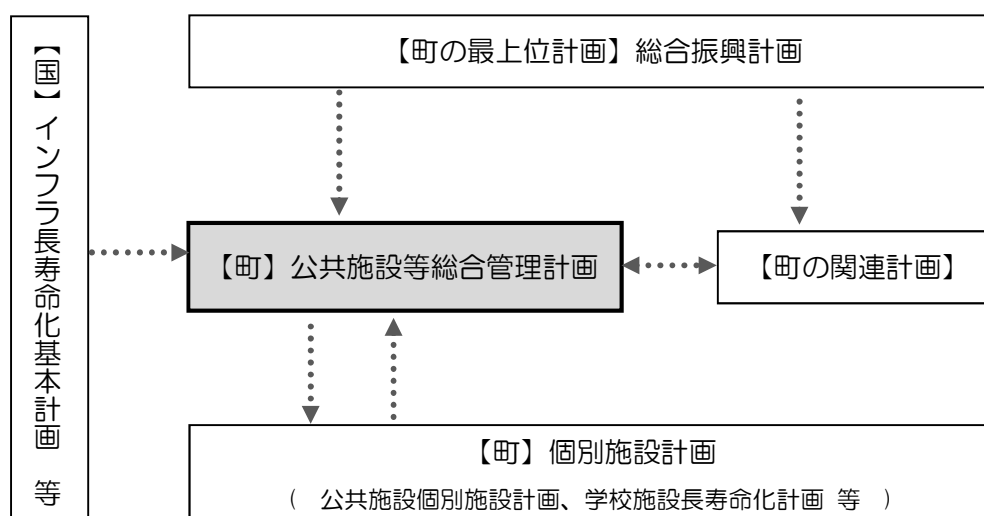 【国】インフラ長寿命化基本計画 等
【町の最上位計画】総合振興計画
【町】公共施設等総合管理計画
【町の関連計画】
【町】個別施設計画
( 公共施設個別施設計画、学校施設長寿命化計画 等 )